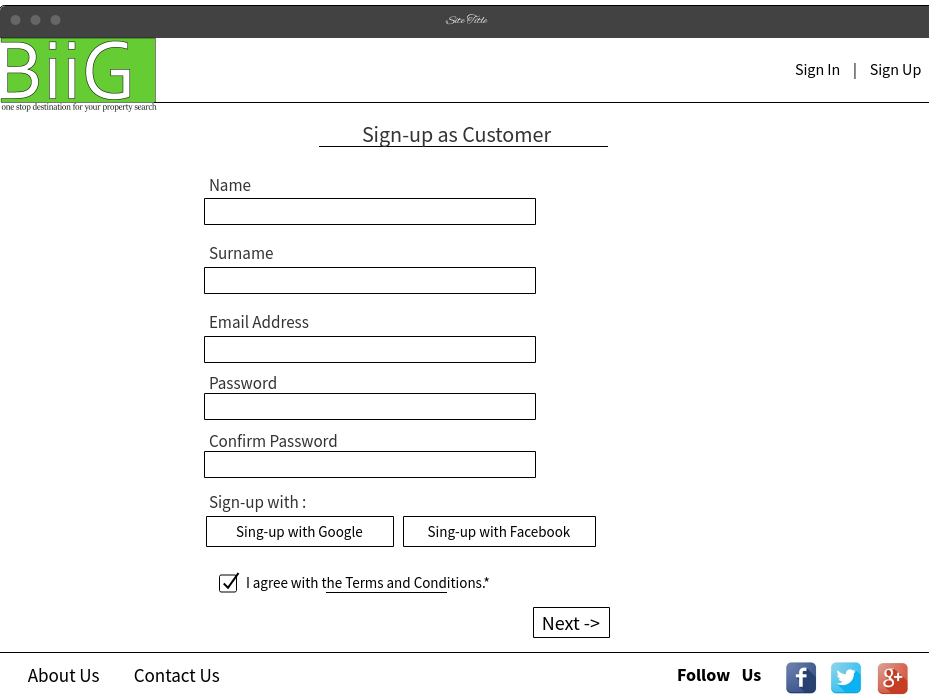 Site Title
BiiG
one stop destination for your property search
Sign In | Sign Up
Sign-up as Customer
Name
Surname
Email Address
Password
Confirm Password
Sign-up with :
Sing-up with Google
Sing-up with Facebook
I agree with the Terms and Conditions.*
Next ->
About Us
Contact Us
Follow Us
f
8+